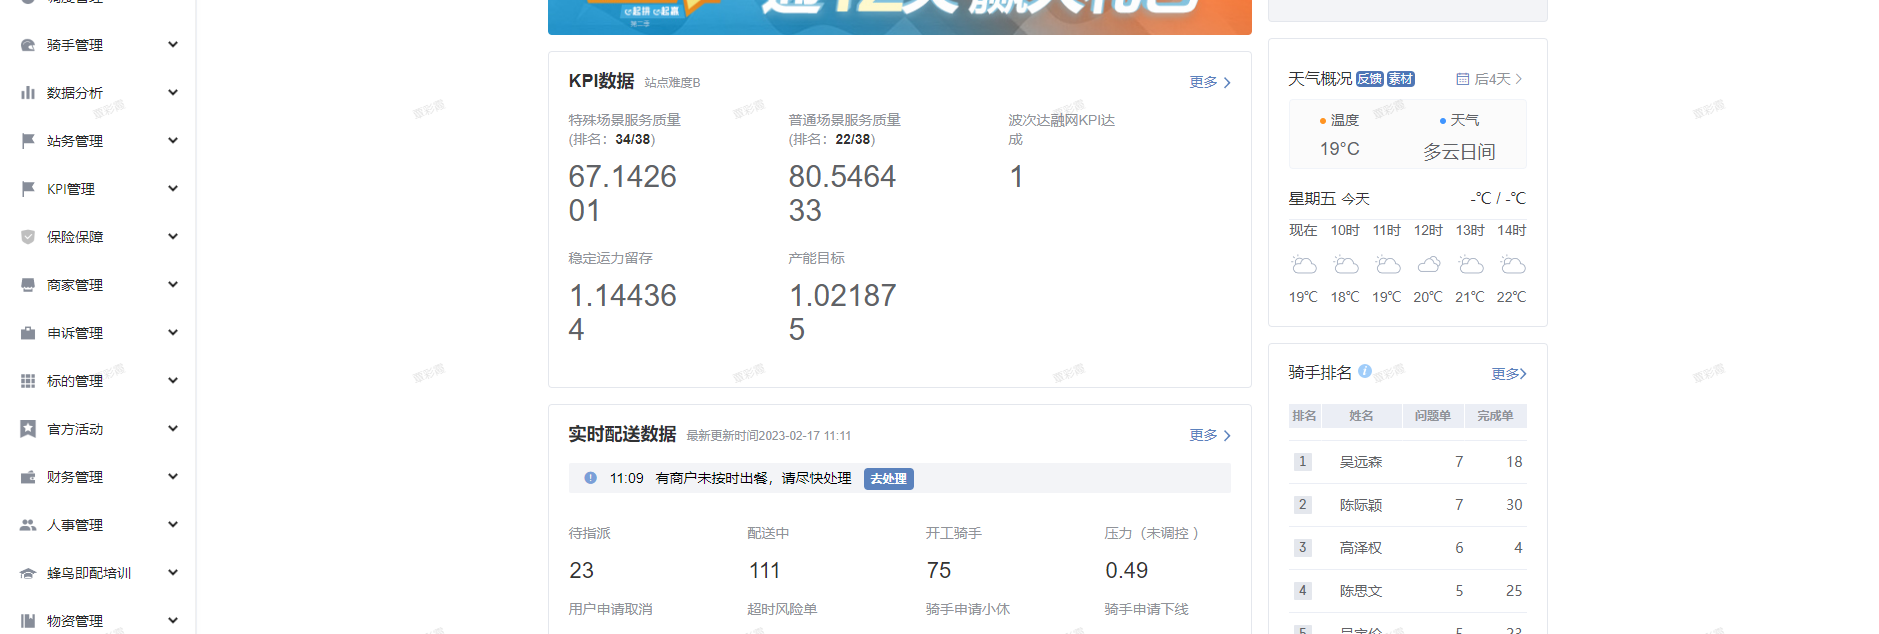 骑手管理
数据分析
站务管理
KPI管理
保险保障
商家管理
申诉管理
标的管理
官方活动
财务管理
人事管理
蜂鸟即配培训
物资管理
第二季
KPI数据 站点难度B 更多
特殊场景服务质量
(排名：34/38)
67.1426
01
普通场景服务质量
(排名：22/38)
80.5464
33
波次达融网KPI达
成
1
稳定运力留存
1.14436
4
产能目标
1.02187
5
实时配送数据 最新更新时间2023-02-17 11:11 更多
11:09 有商户未按时出餐，请尽快处理 去处理
待指派 配送中 开工骑手 压力（未调控 ）
23 111 75 0.49
用户申请取消 超时风险单 骑手申请小休 骑手申请下线
天气概况 反馈 素材 后4天
温度 天气
19°C 多云日间
星期五 今天 -℃ / -℃
现在 10时 11时 12时 13时 14时
19℃ 18℃ 19℃ 20℃ 21℃ 22℃
骑手排名 更多
排名 姓名 问题单 完成单
1 吴远森 7 18
2 陈际颖 7 30
3 高泽权 6 4
4 陈思文 5 25